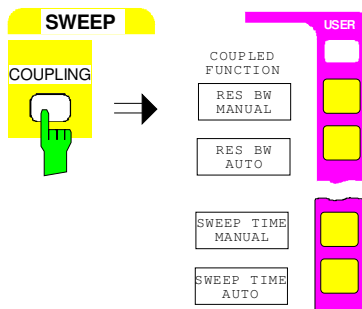 SWEEP
COUPLING
USER
COUPLED
FUNCTION
RES BW
MANUAL
RES BW
AUTO
SWEEP TIME
MANUAL
SWEEP TIME
AUTO